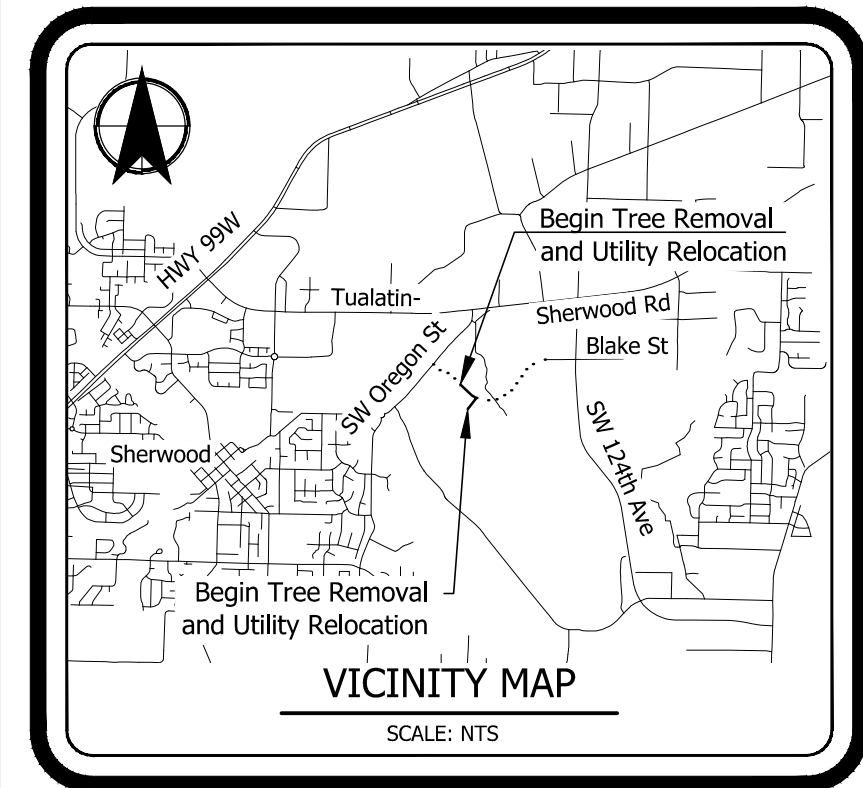 HWY 99W
Begin Tree Removal
and Utility Relocation
Tualatin-
Sherwood Rd
SW Oregon St
Blake St
SW 124th Ave
Sherwood
Begin Tree Removal
and Utility Relocation
VICINITY MAP
SCALE: NTS